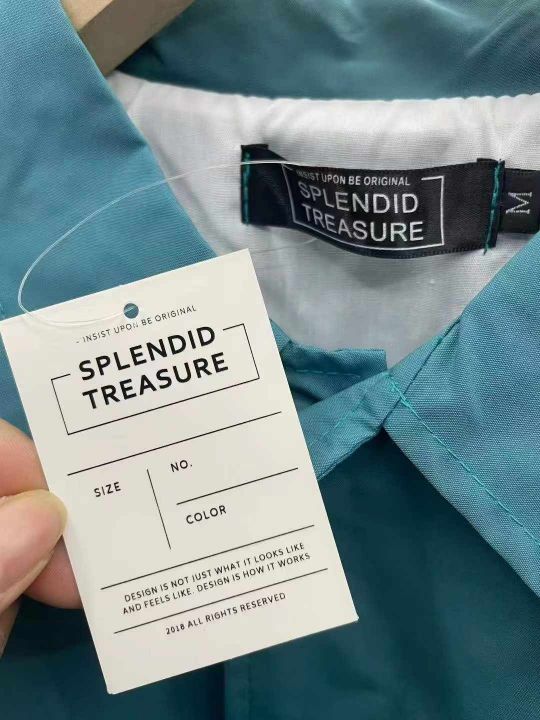 INSIST UPON BE ORIGINAL
SPLENDID
TREASURE
M
- INSIST UPON BE ORIGINAL
SPLENDID
TREASURE
SIZE
NO.
COLOR
DESIGN IS NOT JUST WHAT IT LOOKS LIKE
AND FEELS LIKE. DESIGN IS HOW IT WORKS
2018 ALL RIGHTS RESERVED